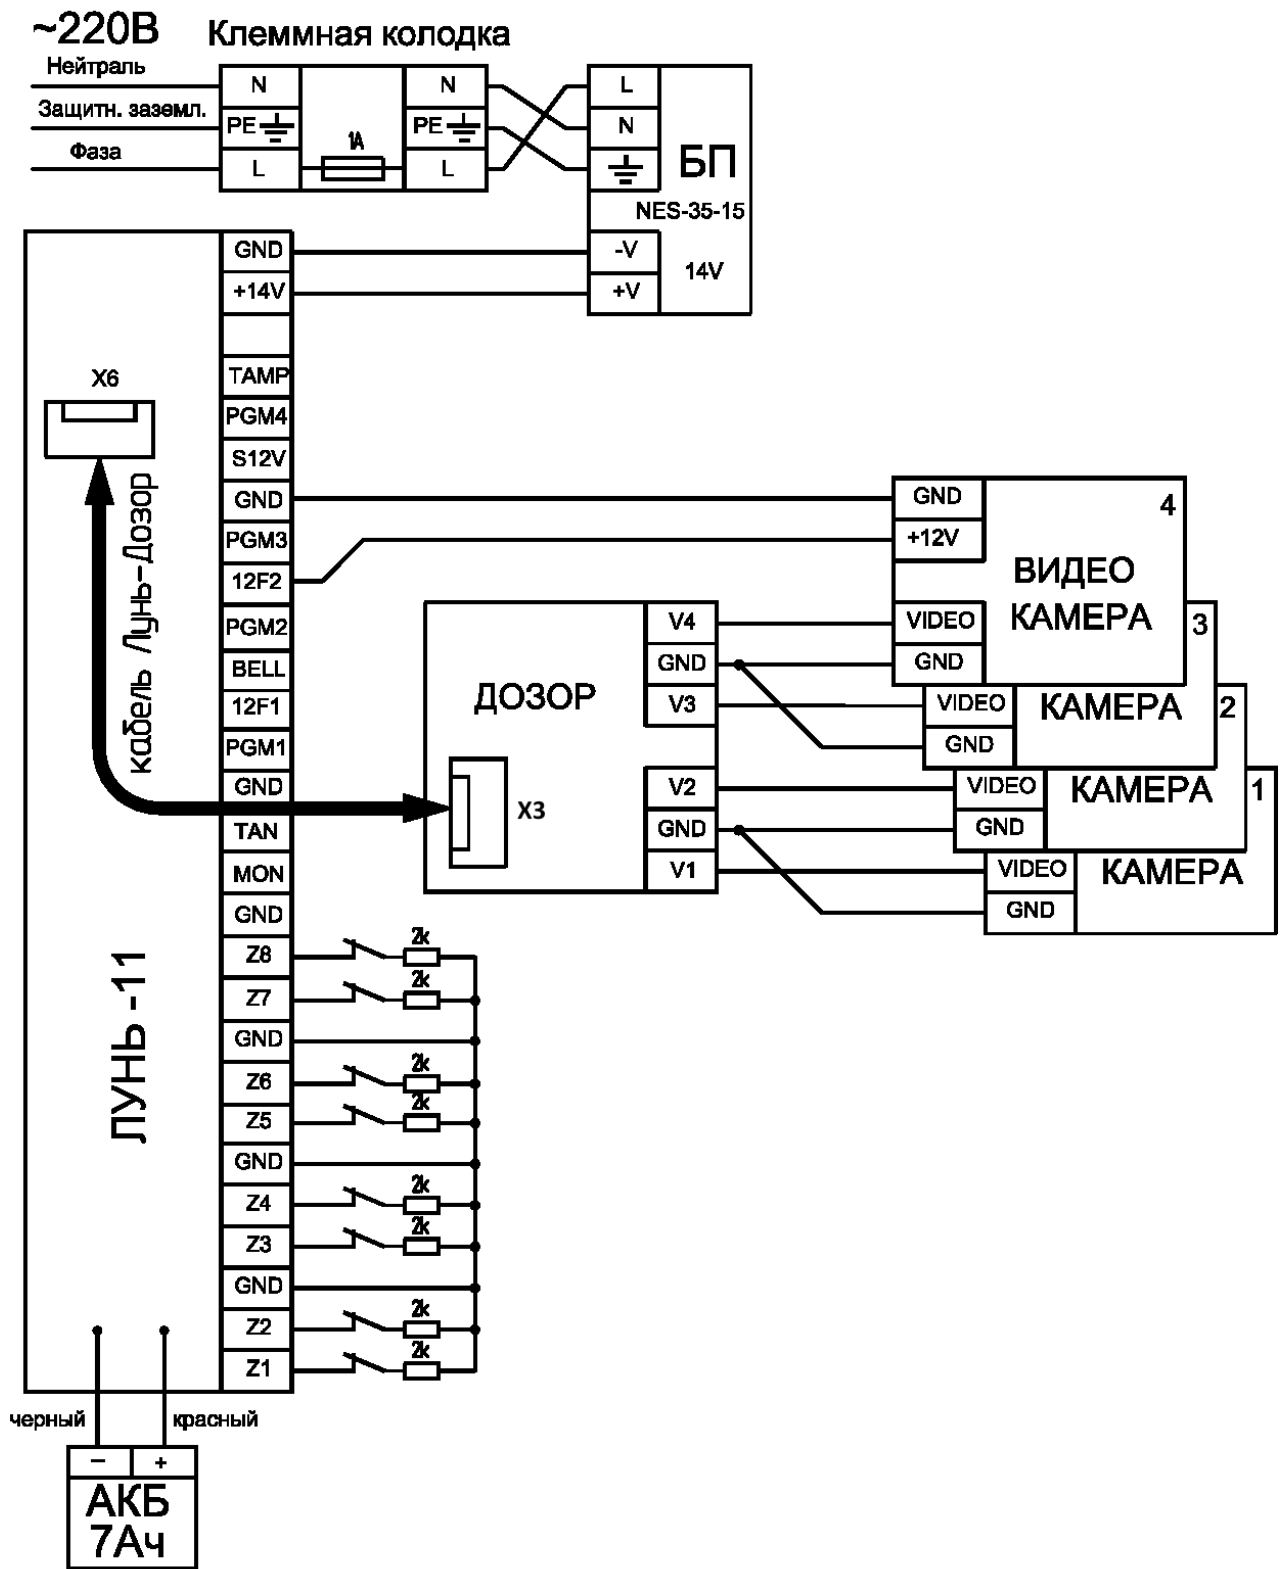 ~220В Клеммная колодка
Нейтраль
Защитн. заземл.
Фаза
N
PE
L
1А
N
PE
L
L
N
БП
NES-35-15
14V
-V
+V
GND
+14V
TAMP
PGM4
S12V
GND
PGM3
12F2
PGM2
BELL
12F1
PGM1
GND
TAN
MON
GND
Z8
Z7
GND
Z6
Z5
GND
Z4
Z3
GND
Z2
Z1
X6
кабель Лунь-Дозор
ЛУНЬ-11
2k
2k
2k
2k
2k
2k
2k
2k
ДОЗОР
X3
V4
GND
V3
V2
GND
V1
GND
+12V
4
ВИДЕО
КАМЕРА
VIDEO
GND
3
VIDEO
КАМЕРА
GND
2
VIDEO
КАМЕРА
GND
1
VIDEO
КАМЕРА
GND
черный
красный
– +
АКБ
7Ач